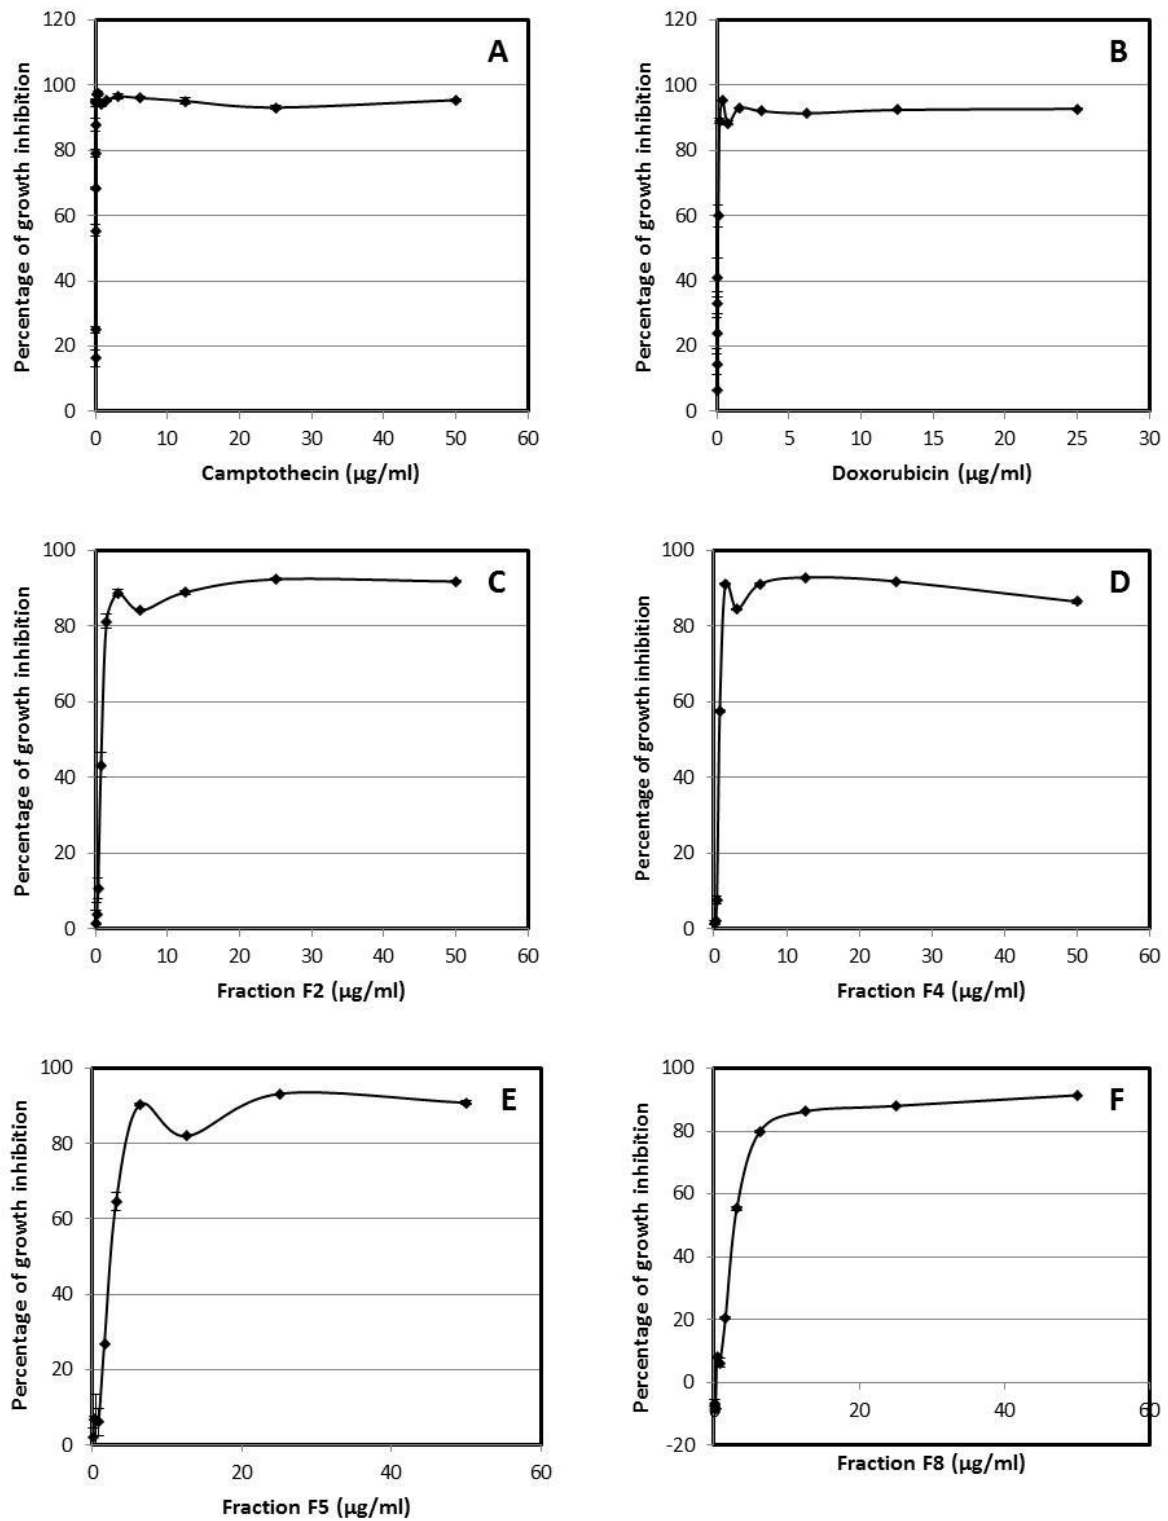 A
Percentage of growth inhibition
120
100
80
60
40
20
0
0 10 20 30 40 50 60
Camptothecin (µg/ml)
B
Percentage of growth inhibition
120
100
80
60
40
20
0
0 5 10 15 20 25 30
Doxorubicin (µg/ml)
C
Percentage of growth inhibition
100
80
60
40
20
0
0 10 20 30 40 50 60
Fraction F2 (µg/ml)
D
Percentage of growth inhibition
100
80
60
40
20
0
0 10 20 30 40 50 60
Fraction F4 (µg/ml)
E
Percentage of growth inhibition
100
80
60
40
20
0
0 20 40 60
Fraction F5 (µg/ml)
F
Percentage of growth inhibition
100
80
60
40
20
0
-20
20 40 60
Fraction F8 (µg/ml)